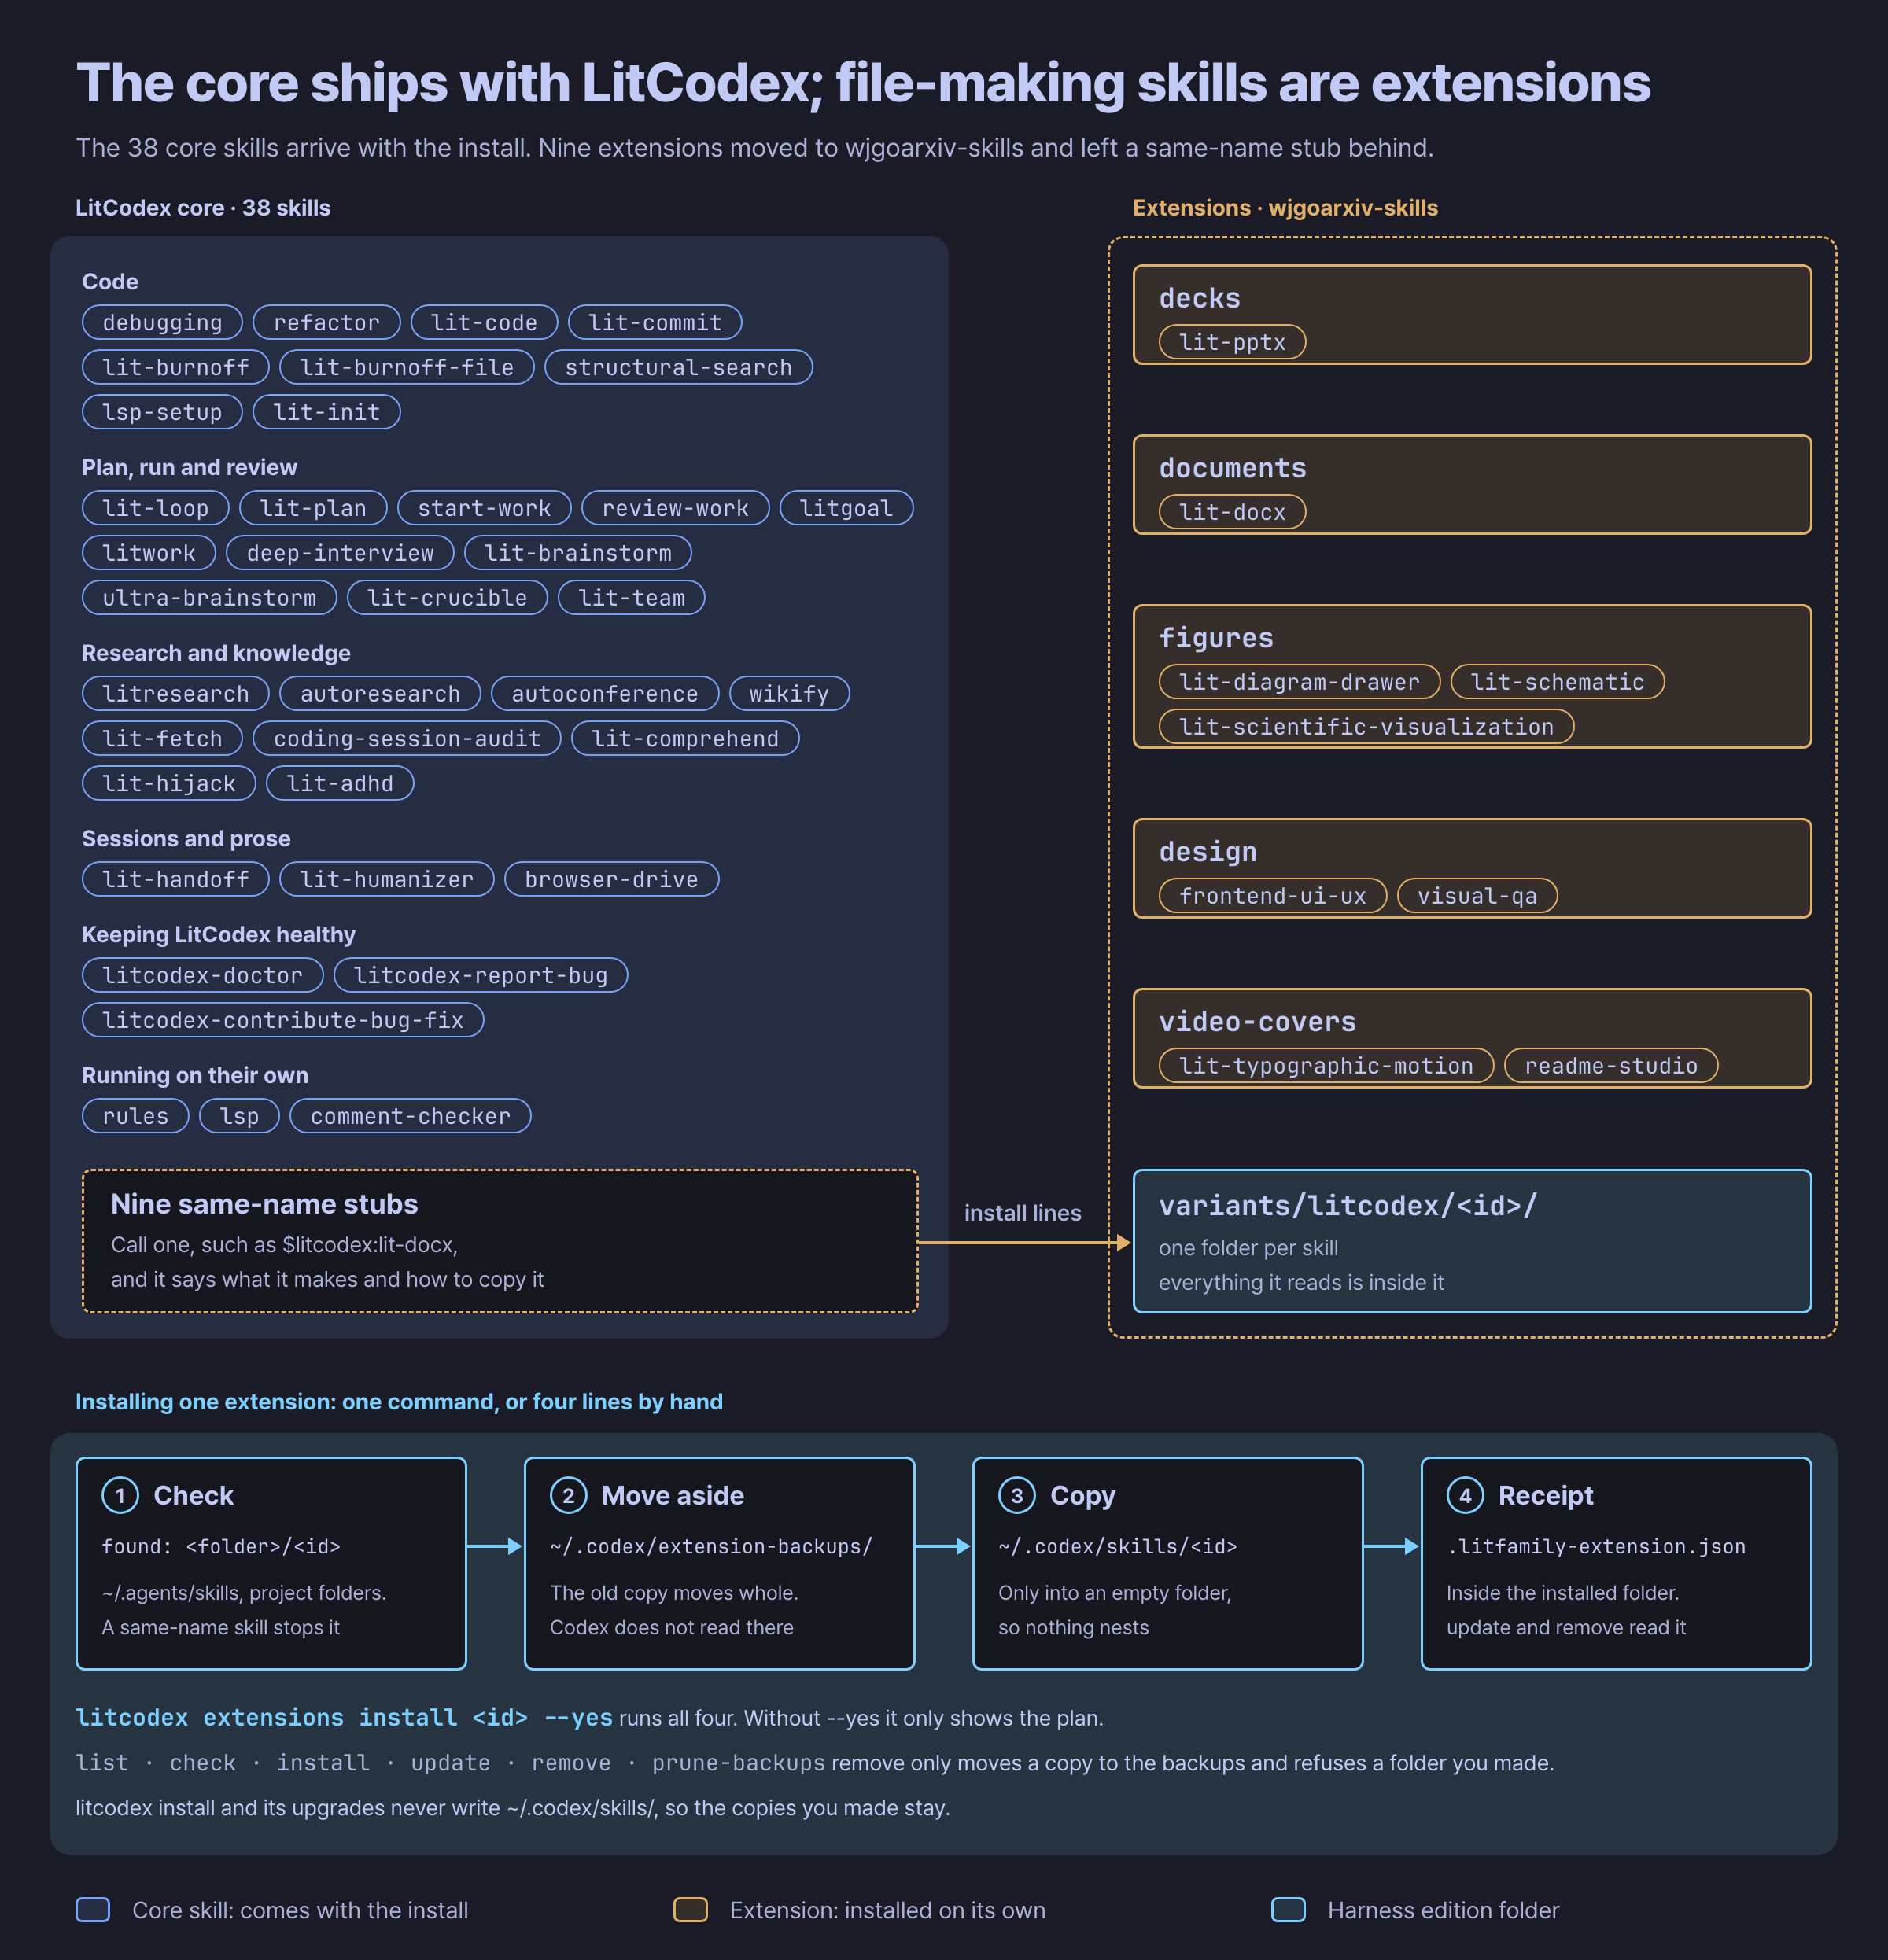 The core ships with LitCodex; file-making skills are extensions
The 38 core skills arrive with the install. Nine extensions moved to wjgoarxiv-skills and left a same-name stub behind.
LitCodex core · 38 skills
Code
debugging refactor lit-code lit-commit
lit-burnoff lit-burnoff-file structural-search
lsp-setup lit-init
Plan, run and review
lit-loop lit-plan start-work review-work litgoal
litwork deep-interview lit-brainstorm
ultra-brainstorm lit-crucible lit-team
Research and knowledge
litresearch autoresearch autoconference wikify
lit-fetch coding-session-audit lit-comprehend
lit-hijack lit-adhd
Sessions and prose
lit-handoff lit-humanizer browser-drive
Keeping LitCodex healthy
litcodex-doctor litcodex-report-bug
litcodex-contribute-bug-fix
Running on their own
rules lsp comment-checker
Nine same-name stubs
Call one, such as $litcodex:lit-docx,
and it says what it makes and how to copy it
install lines
Extensions · wjgoarxiv-skills
decks
lit-pptx
documents
lit-docx
figures
lit-diagram-drawer lit-schematic
lit-scientific-visualization
design
frontend-ui-ux visual-qa
video-covers
lit-typographic-motion readme-studio
variants/litcodex/<id>/
one folder per skill
everything it reads is inside it
Installing one extension: one command, or four lines by hand
1 Check
found: <folder>/<id>
~/.agents/skills, project folders.
A same-name skill stops it
2 Move aside
~/.codex/extension-backups/
The old copy moves whole.
Codex does not read there
3 Copy
~/.codex/skills/<id>
Only into an empty folder,
so nothing nests
4 Receipt
.litfamily-extension.json
Inside the installed folder.
update and remove read it
litcodex extensions install <id> --yes runs all four. Without --yes it only shows the plan.
list · check · install · update · remove · prune-backups remove only moves a copy to the backups and refuses a folder you made.
litcodex install and its upgrades never write ~/.codex/skills/, so the copies you made stay.
Core skill: comes with the install
Extension: installed on its own
Harness edition folder